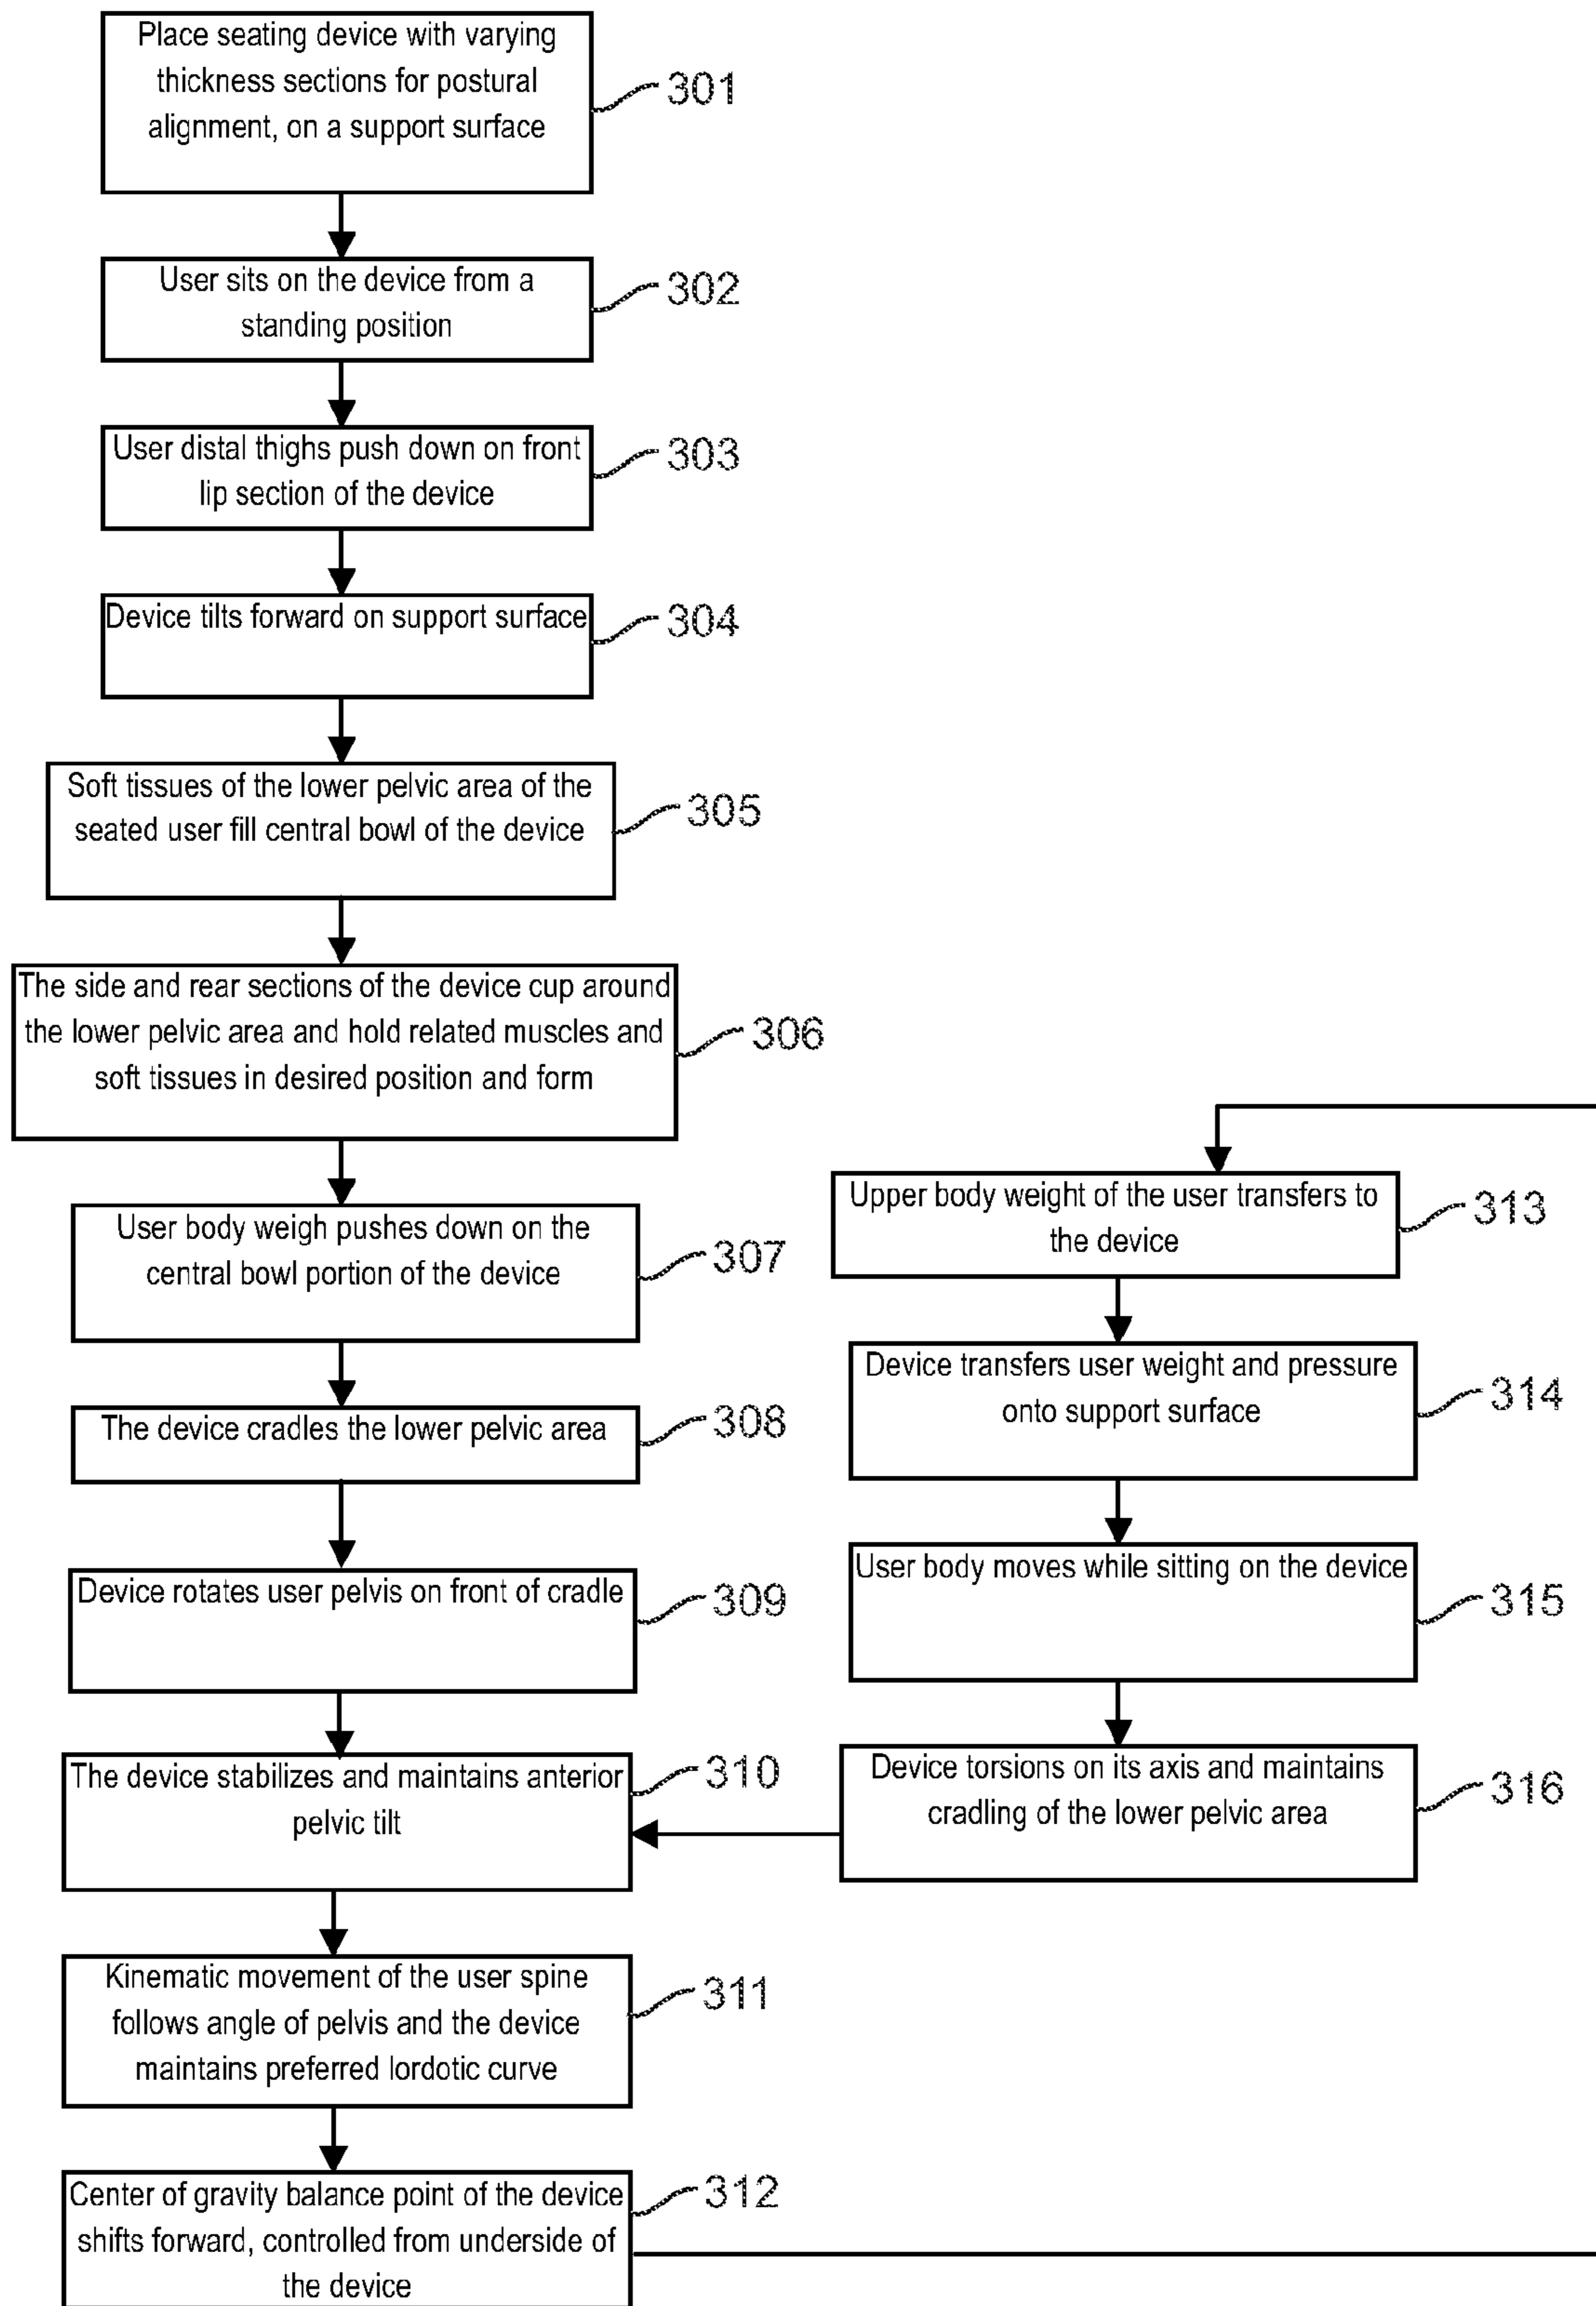 Place seating device with varying
thickness sections for postural
alignment, on a support surface
301
User sits on the device from a
standing position
302
User distal thighs push down on front
lip section of the device
303
Device tilts forward on support surface
304
Soft tissues of the lower pelvic area of the
seated user fill central bowl of the device
305
The side and rear sections of the device cup around
the lower pelvic area and hold related muscles and
soft tissues in desired position and form
306
User body weigh pushes down on the
central bowl portion of the device
307
The device cradles the lower pelvic area
308
Device rotates user pelvis on front of cradle
309
The device stabilizes and maintains anterior
pelvic tilt
310
Kinematic movement of the user spine
follows angle of pelvis and the device
maintains preferred lordotic curve
311
Center of gravity balance point of the device
shifts forward, controlled from underside of
the device
312
Upper body weight of the user transfers to
the device
313
Device transfers user weight and pressure
onto support surface
314
User body moves while sitting on the device
315
Device torsions on its axis and maintains
cradling of the lower pelvic area
316